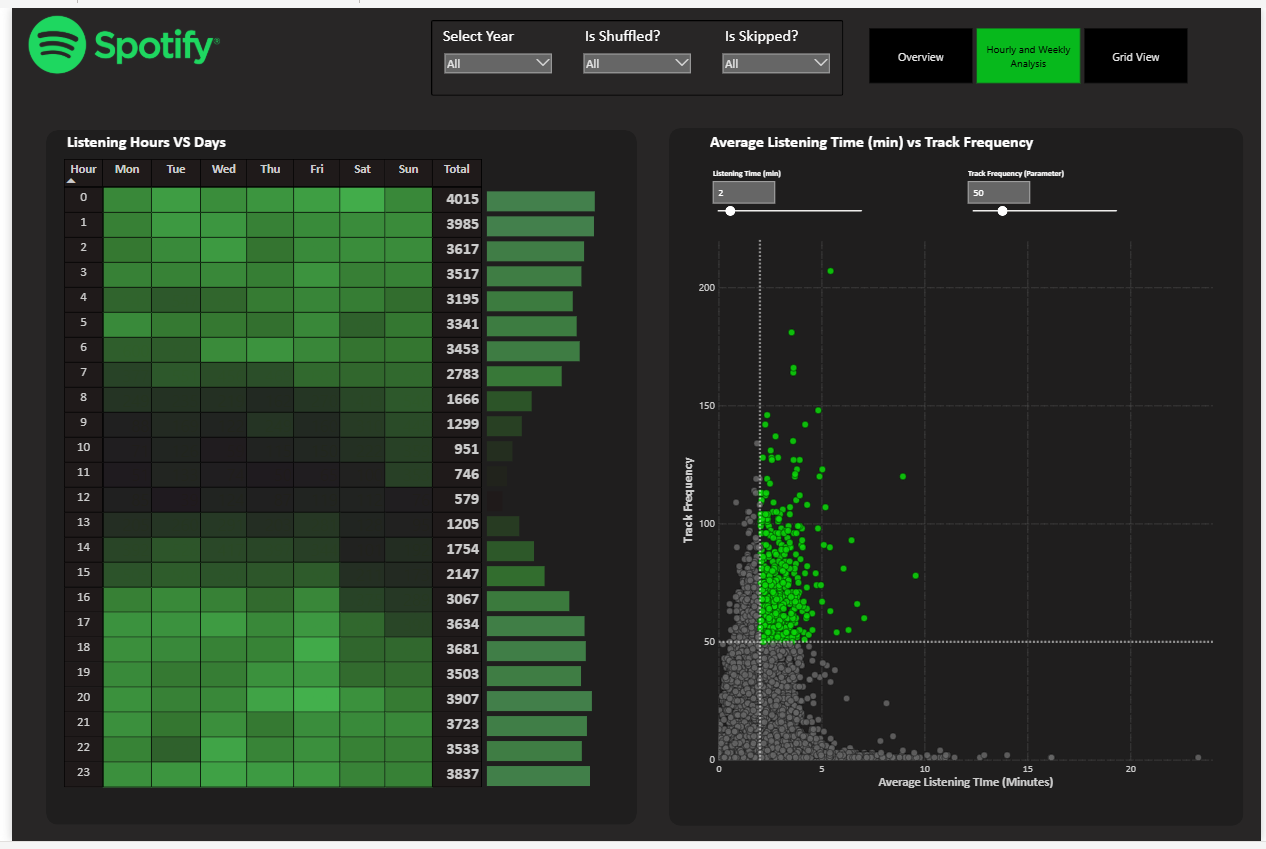 Spotify®
Select Year
All
Is Shuffled?
All
Is Skipped?
All
Overview
Hourly and Weekly
Analysis
Grid View
Listening Hours VS Days
Hour Mon Tue Wed Thu Fri Sat Sun Total
0 4015
1 3985
2 3617
3 3517
4 3195
5 3341
6 3453
7 2783
8 1666
9 1299
10 951
11 746
12 579
13 1205
14 1754
15 2147
16 3067
17 3634
18 3681
19 3503
20 3907
21 3723
22 3533
23 3837
Average Listening Time (min) vs Track Frequency
Listening Time (min)
2
Track Frequency (Parameter)
50
Track Frequency
200
150
100
50
0
0 5 10 15 20
Average Listening TIme (Minutes)